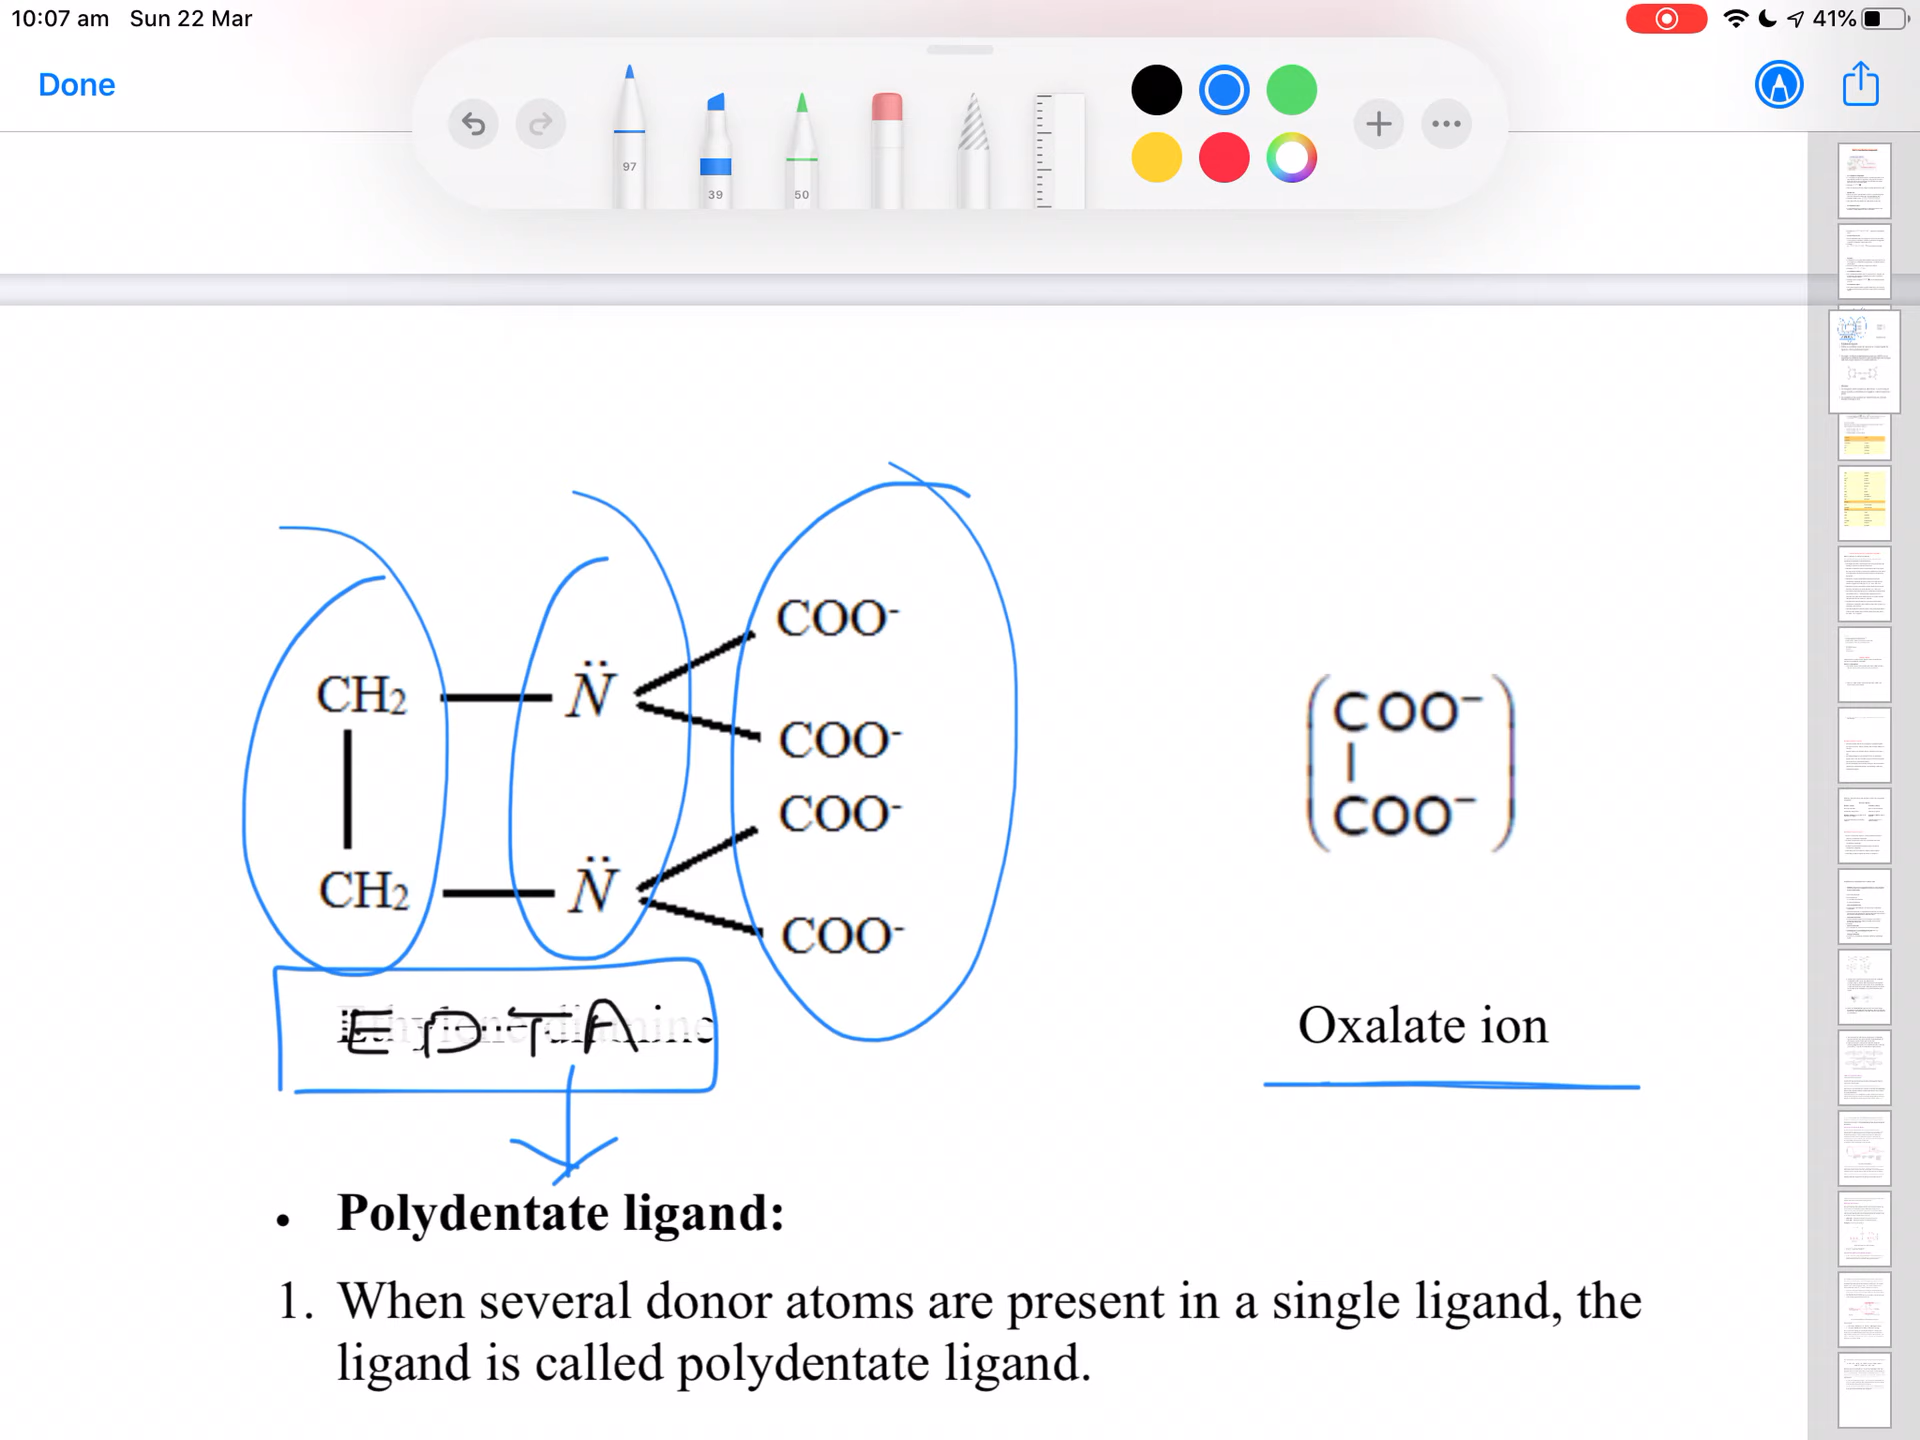 10:07 am Sun 22 Mar
41%
Done
97
39
50
COO-
CH2 N̈ COO-
COO-
CH2 N̈ COO-
COO-
COO-
EDTA
Oxalate ion
• Polydentate ligand:
1. When several donor atoms are present in a single ligand, the
ligand is called polydentate ligand.